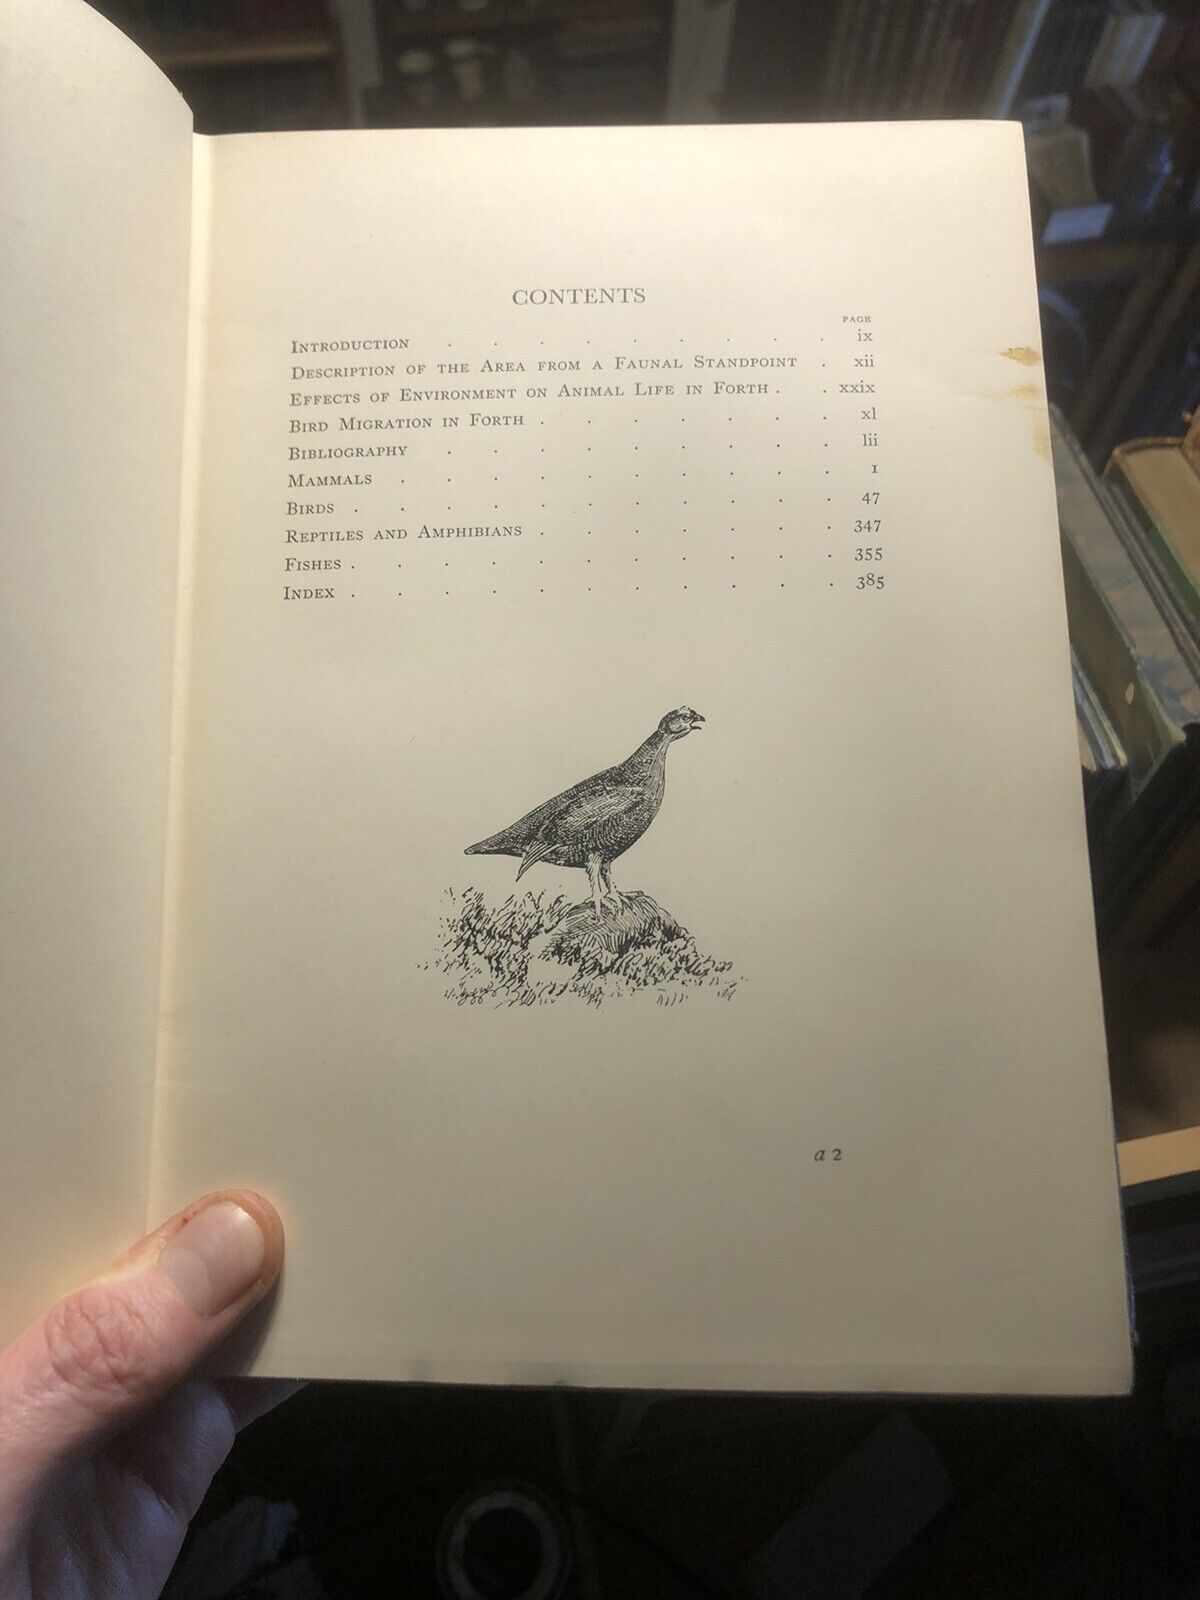 CONTENTS
PAGE
Introduction . . . . . . . . . ix
Description of the Area from a Faunal Standpoint . xii
Effects of Environment on Animal Life in Forth . . xxix
Bird Migration in Forth . . . . . . . xl
Bibliography . . . . . . . . . lii
Mammals . . . . . . . . . . 1
Birds . . . . . . . . . . . 47
Reptiles and Amphibians . . . . . . . 347
Fishes . . . . . . . . . . . 355
Index . . . . . . . . . . . 385
a 2